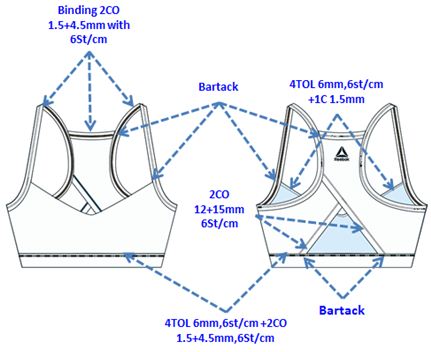 Binding 2CO
1.5+4.5mm with
6St/cm
Bartack
4TOL 6mm,6st/cm
+1C 1.5mm
Reebok
2CO
12+15mm
6St/cm
4TOL 6mm,6st/cm +2CO
1.5+4.5mm,6St/cm
Bartack